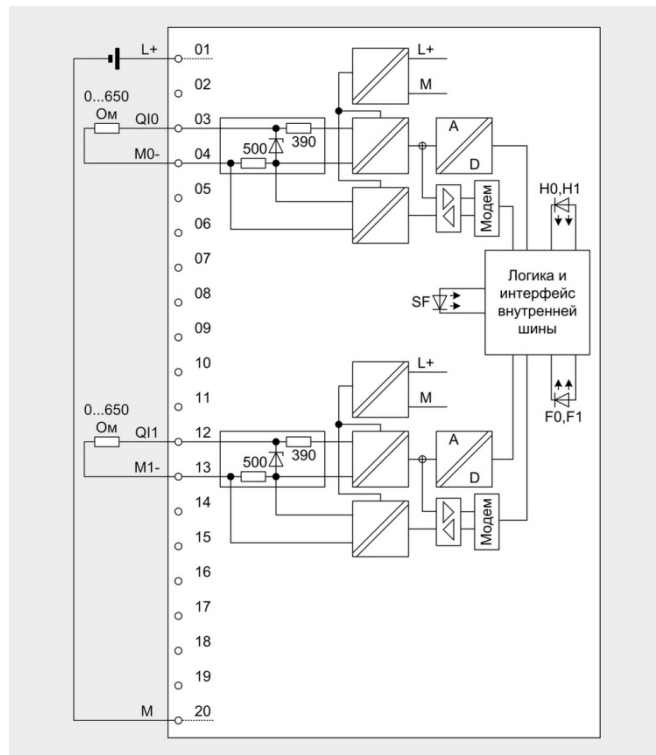 L+
01
L+
02
M
0...650
Ом
QI0
03
390
500
A
D
M0-
04
05
H0,H1
06
Модем
07
Логика и
интерфейс
внутренней
шины
SF
08
09
10
L+
11
M
F0,F1
0...650
Ом
QI1
12
390
500
A
D
M1-
13
14
15
Модем
16
17
18
19
M
20